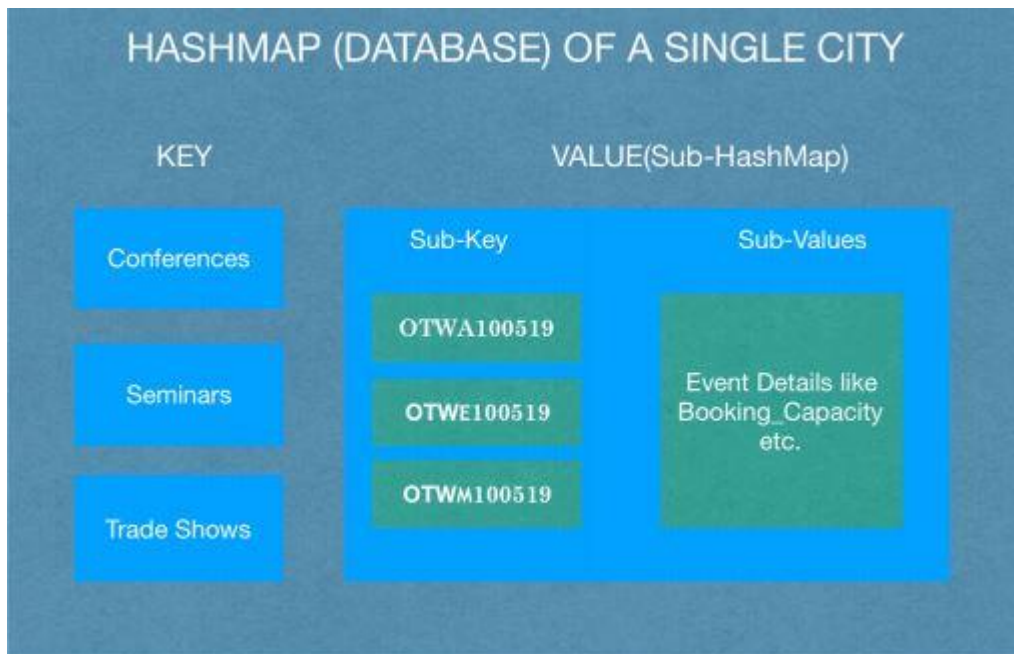 HASHMAP (DATABASE) OF A SINGLE CITY
KEY
VALUE(Sub-HashMap)
Conferences
Seminars
Trade Shows
Sub-Key
Sub-Values
OTWA100519
OTWE100519
OTWM100519
Event Details like
Booking_Capacity
etc.